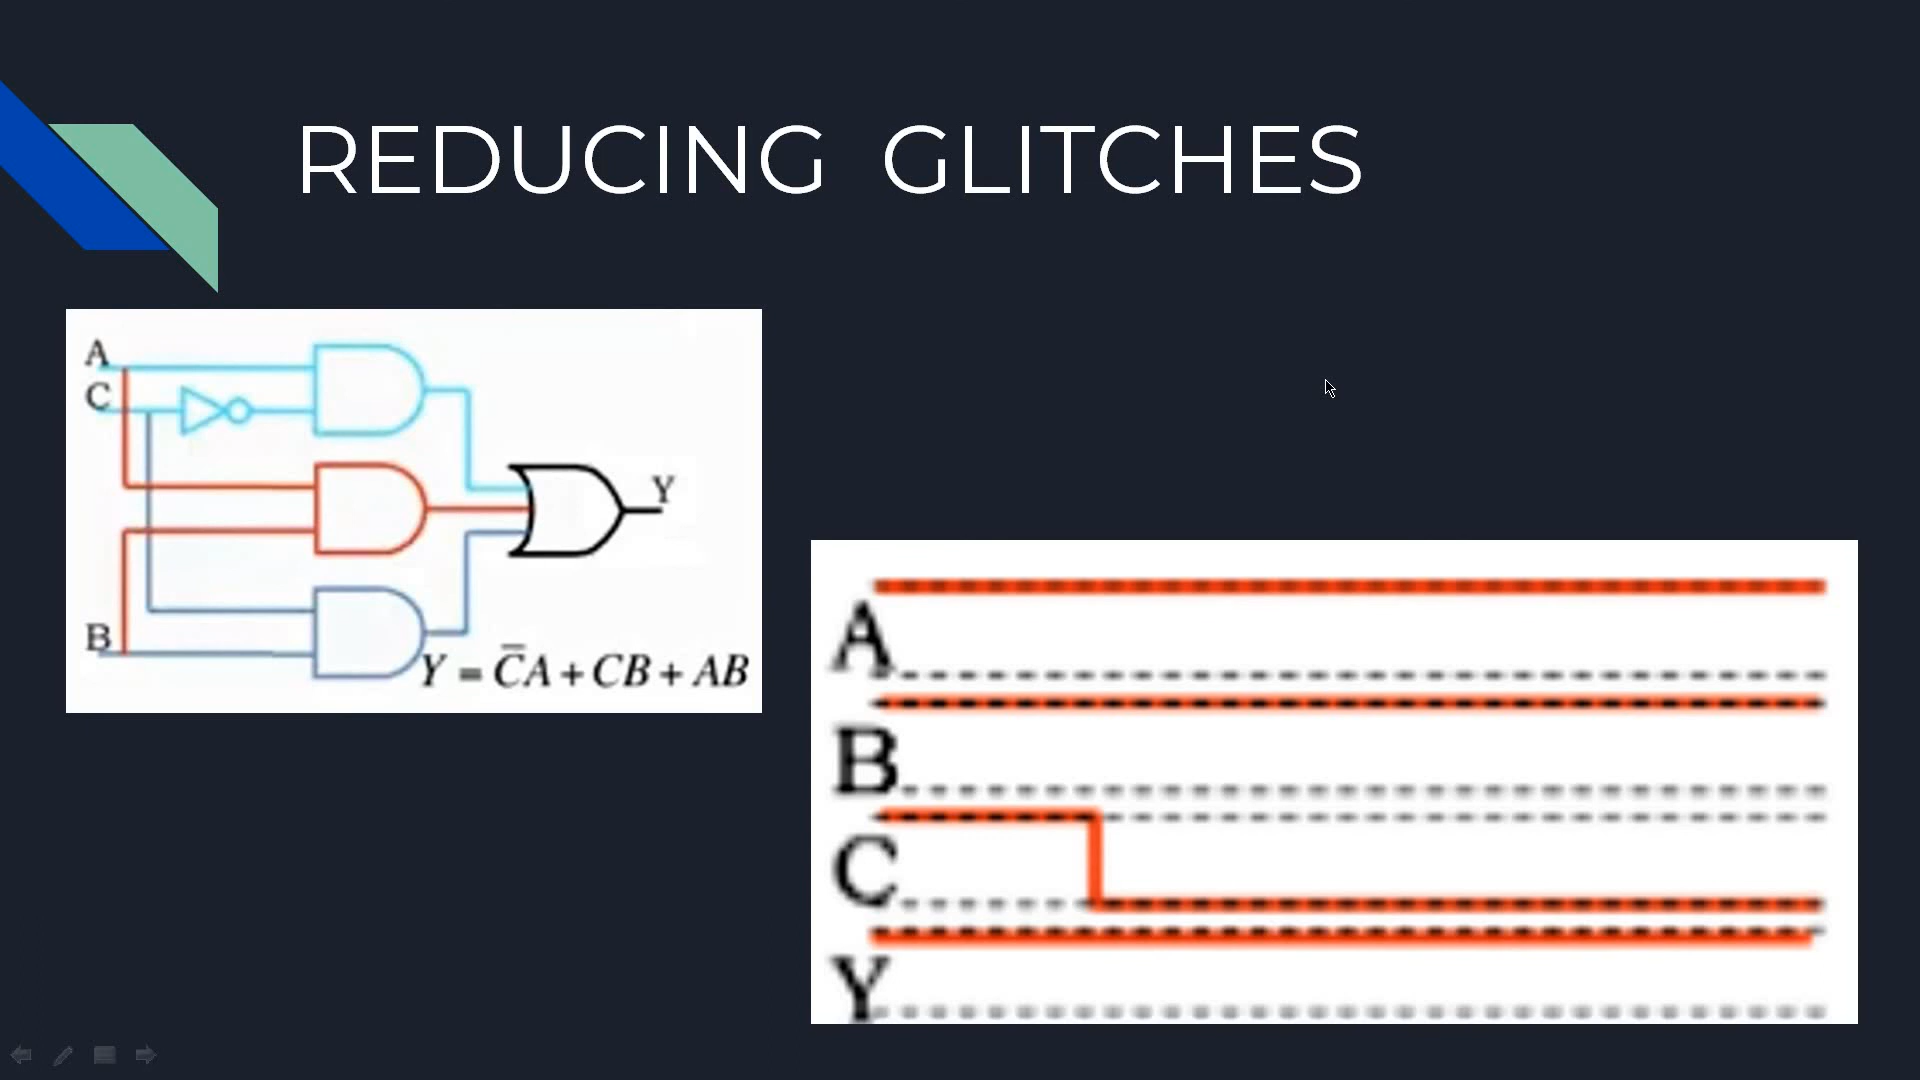 REDUCING GLITCHES
A
C
Y
B
Y = C̅A + CB + AB
A
B
C
Y